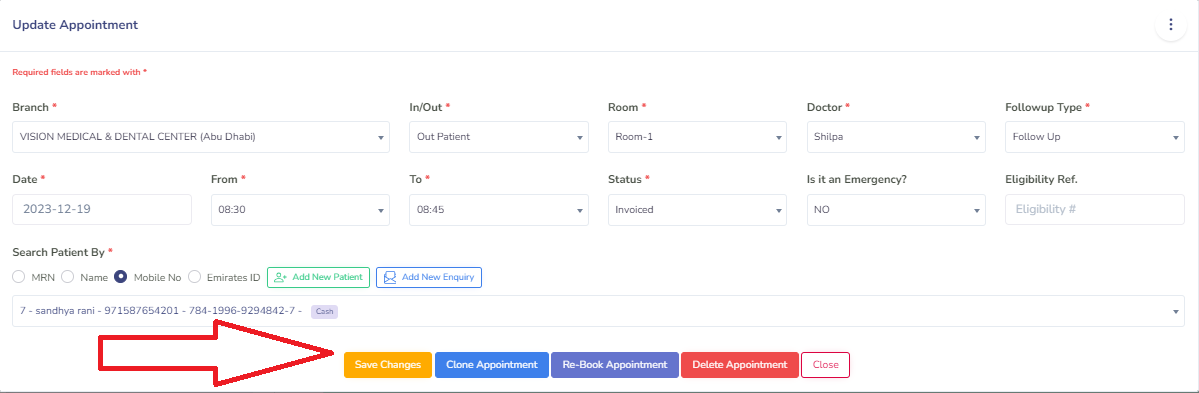 Update Appointment
Required fields are marked with *
Branch * In/Out * Room * Doctor * Followup Type *
VISION MEDICAL & DENTAL CENTER (Abu Dhabi) Out Patient Room-1 Shilpa Follow Up
Date * From * To * Status * Is it an Emergency? Eligibility Ref.
2023-12-19 08:30 08:45 Invoiced NO Eligibility #
Search Patient By *
MRN Name Mobile No Emirates ID Add New Patient Add New Enquiry
7 - sandhya rani - 971587654201 - 784-1996-9294842-7 - Cash
Save Changes Clone Appointment Re-Book Appointment Delete Appointment Close